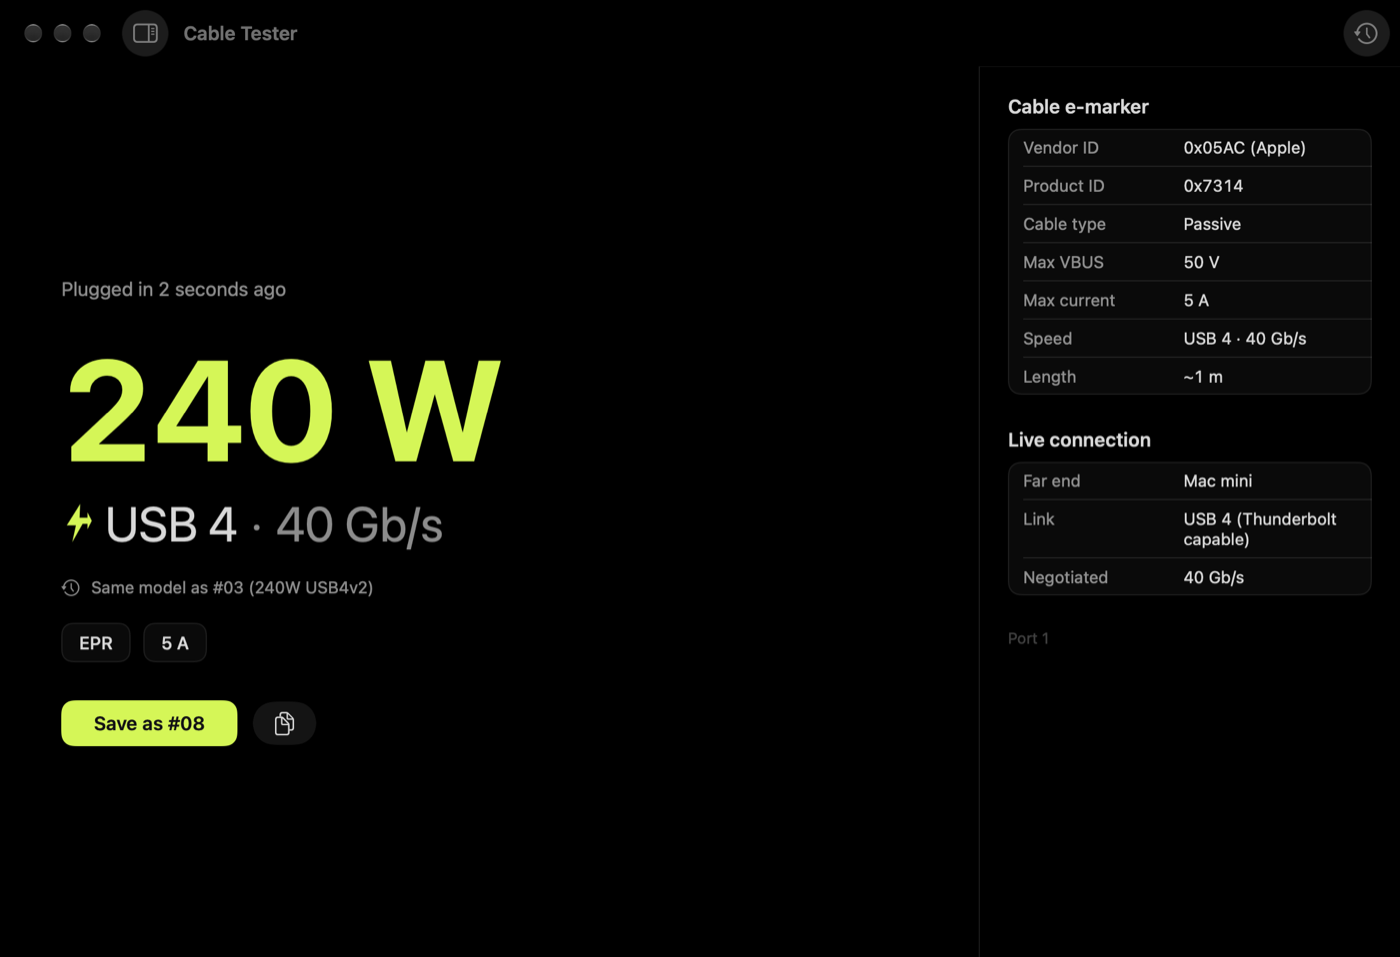 Cable Tester
Plugged in 2 seconds ago
240 W
USB 4 · 40 Gb/s
Same model as #03 (240W USB4v2)
EPR
5 A
Save as #08
Cable e-marker
Vendor ID 0x05AC (Apple)
Product ID 0x7314
Cable type Passive
Max VBUS 50 V
Max current 5 A
Speed USB 4 · 40 Gb/s
Length ~1 m
Live connection
Far end Mac mini
Link USB 4 (Thunderbolt
capable)
Negotiated 40 Gb/s
Port 1